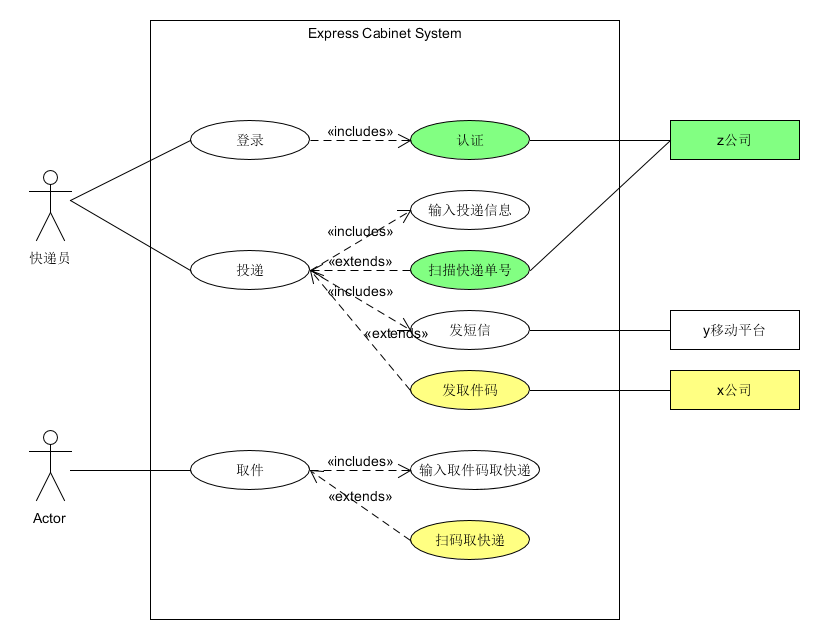 Express Cabinet System
登录
«includes»
认证
z公司
快递员
输入投递信息
«includes»
投递
«extends»
扫描快递单号
«includes»
发短信
y移动平台
«extends»
发取件码
x公司
Actor
取件
«includes»
输入取件码取快递
«extends»
扫码取快递